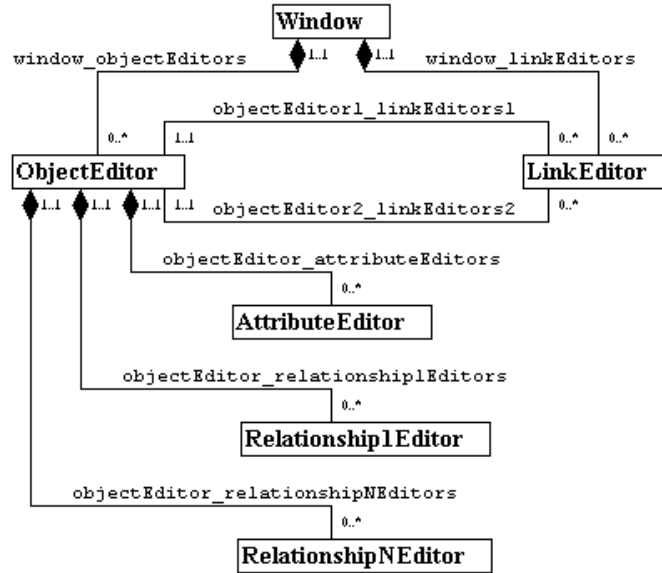 Window
1..1 1..1
window_objectEditors window_linkEditors
objectEditor1_linkEditors1
0..* 1..1 0..* 0..*
ObjectEditor LinkEditor
1..1 1..1 1..1 1..1 0..*
objectEditor2_linkEditors2
objectEditor_attributeEditors
0..*
AttributeEditor
objectEditor_relationship1Editors
0..*
Relationship1Editor
objectEditor_relationshipNEditors
0..*
RelationshipNEditor